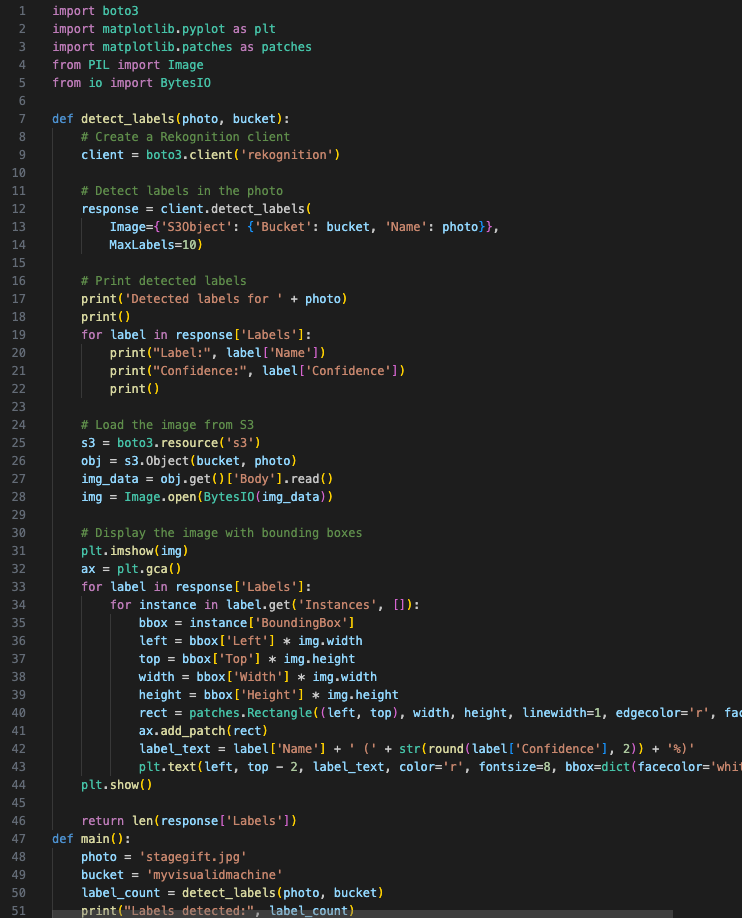 1 import boto3
2 import matplotlib.pyplot as plt
3 import matplotlib.patches as patches
4 from PIL import Image
5 from io import BytesIO
6
7 def detect_labels(photo, bucket):
8     # Create a Rekognition client
9     client = boto3.client('rekognition')
10
11     # Detect labels in the photo
12     response = client.detect_labels(
13         Image={'S3Object': {'Bucket': bucket, 'Name': photo}},
14         MaxLabels=10)
15
16     # Print detected labels
17     print('Detected labels for ' + photo)
18     print()
19     for label in response['Labels']:
20         print("Label:", label['Name'])
21         print("Confidence:", label['Confidence'])
22         print()
23
24     # Load the image from S3
25     s3 = boto3.resource('s3')
26     obj = s3.Object(bucket, photo)
27     img_data = obj.get()['Body'].read()
28     img = Image.open(BytesIO(img_data))
29
30     # Display the image with bounding boxes
31     plt.imshow(img)
32     ax = plt.gca()
33     for label in response['Labels']:
34         for instance in label.get('Instances', []):
35             bbox = instance['BoundingBox']
36             left = bbox['Left'] * img.width
37             top = bbox['Top'] * img.height
38             width = bbox['Width'] * img.width
39             height = bbox['Height'] * img.height
40             rect = patches.Rectangle((left, top), width, height, linewidth=1, edgecolor='r', fac
41             ax.add_patch(rect)
42             label_text = label['Name'] + ' (' + str(round(label['Confidence'], 2)) + '%)'
43             plt.text(left, top - 2, label_text, color='r', fontsize=8, bbox=dict(facecolor='whit
44     plt.show()
45
46     return len(response['Labels'])
47 def main():
48     photo = 'stagegift.jpg'
49     bucket = 'myvisualidmachine'
50     label_count = detect_labels(photo, bucket)
51     print("Labels detected:", label_count)